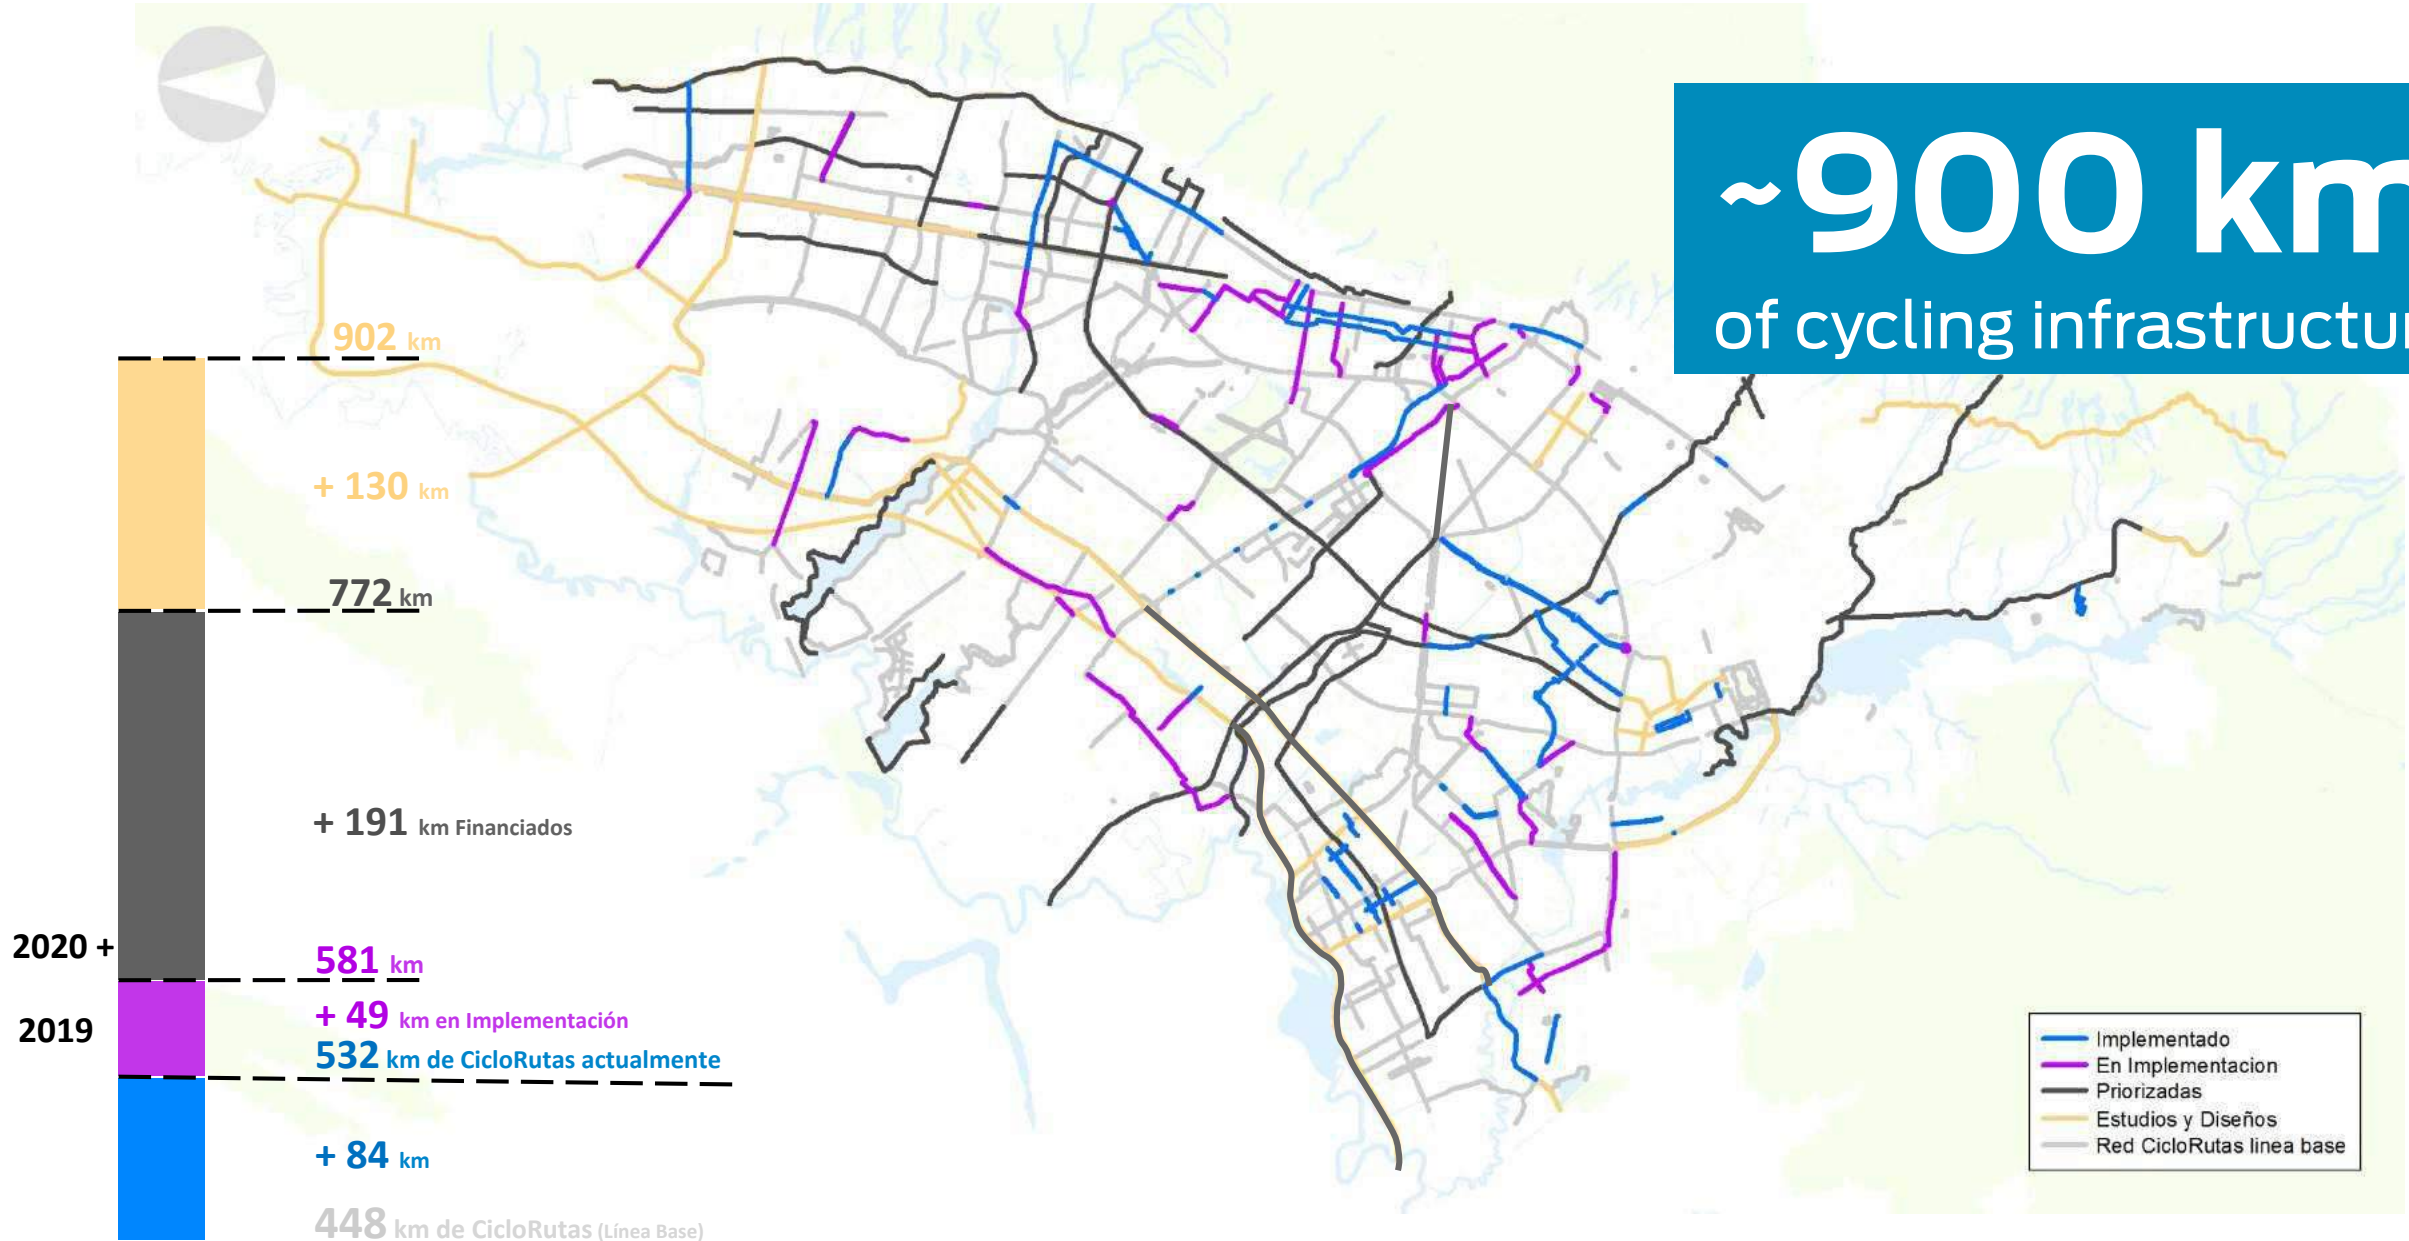 ~900 km
of cycling infrastructur
902 km
+ 130 km
772 km
+ 191 km Financiados
2020 +
581 km
2019
+ 49 km en Implementación
532 km de CicloRutas actualmente
+ 84 km
448 km de CicloRutas (Línea Base)
Implementado
En Implementacion
Priorizadas
Estudios y Diseños
Red CicloRutas linea base